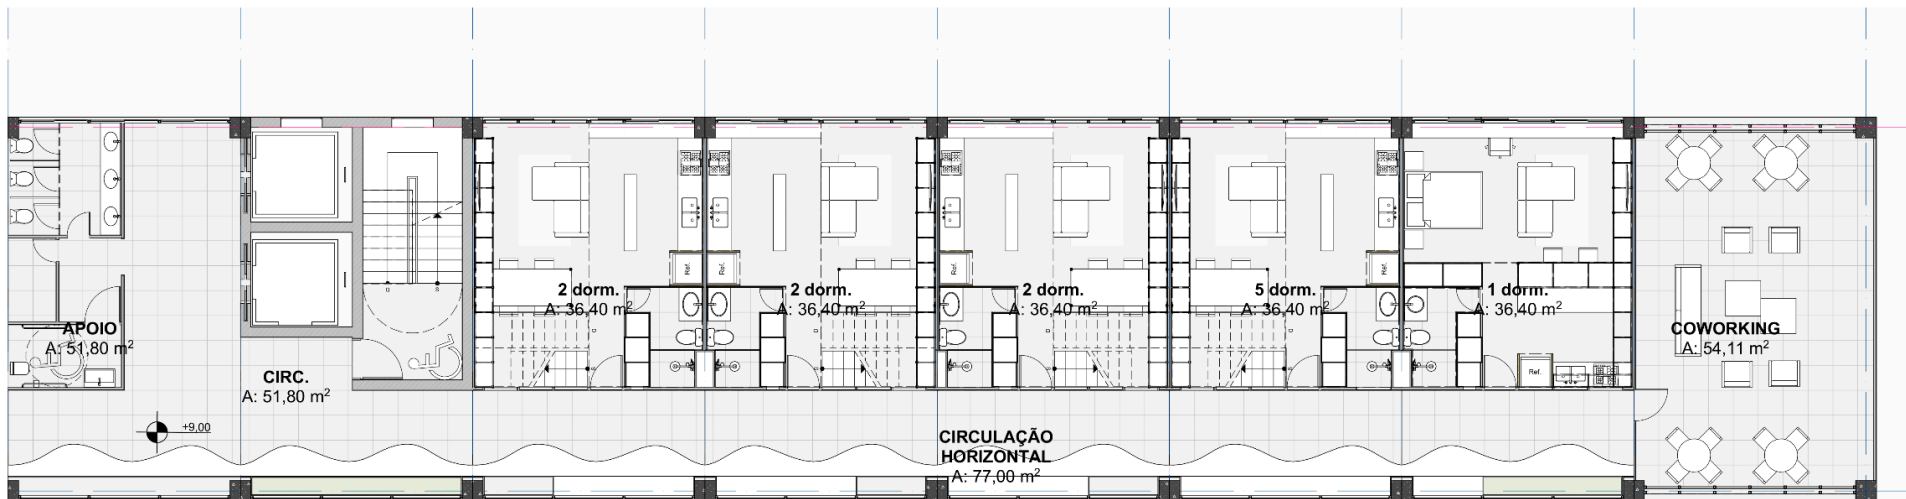 Ref.
Ref.
Ref.
Ref.
2 dorm.
A: 36,40 m²
2 dorm.
A: 36,40 m²
2 dorm.
A: 36,40 m²
5 dorm.
A: 36,40 m²
1 dorm.
A: 36,40 m²
APOIO
A: 51,80 m²
COWORKING
A: 54,11 m²
CIRC.
A: 51,80 m²
Ref.
+9,00
CIRCULAÇÃO
HORIZONTAL
A: 77,00 m²